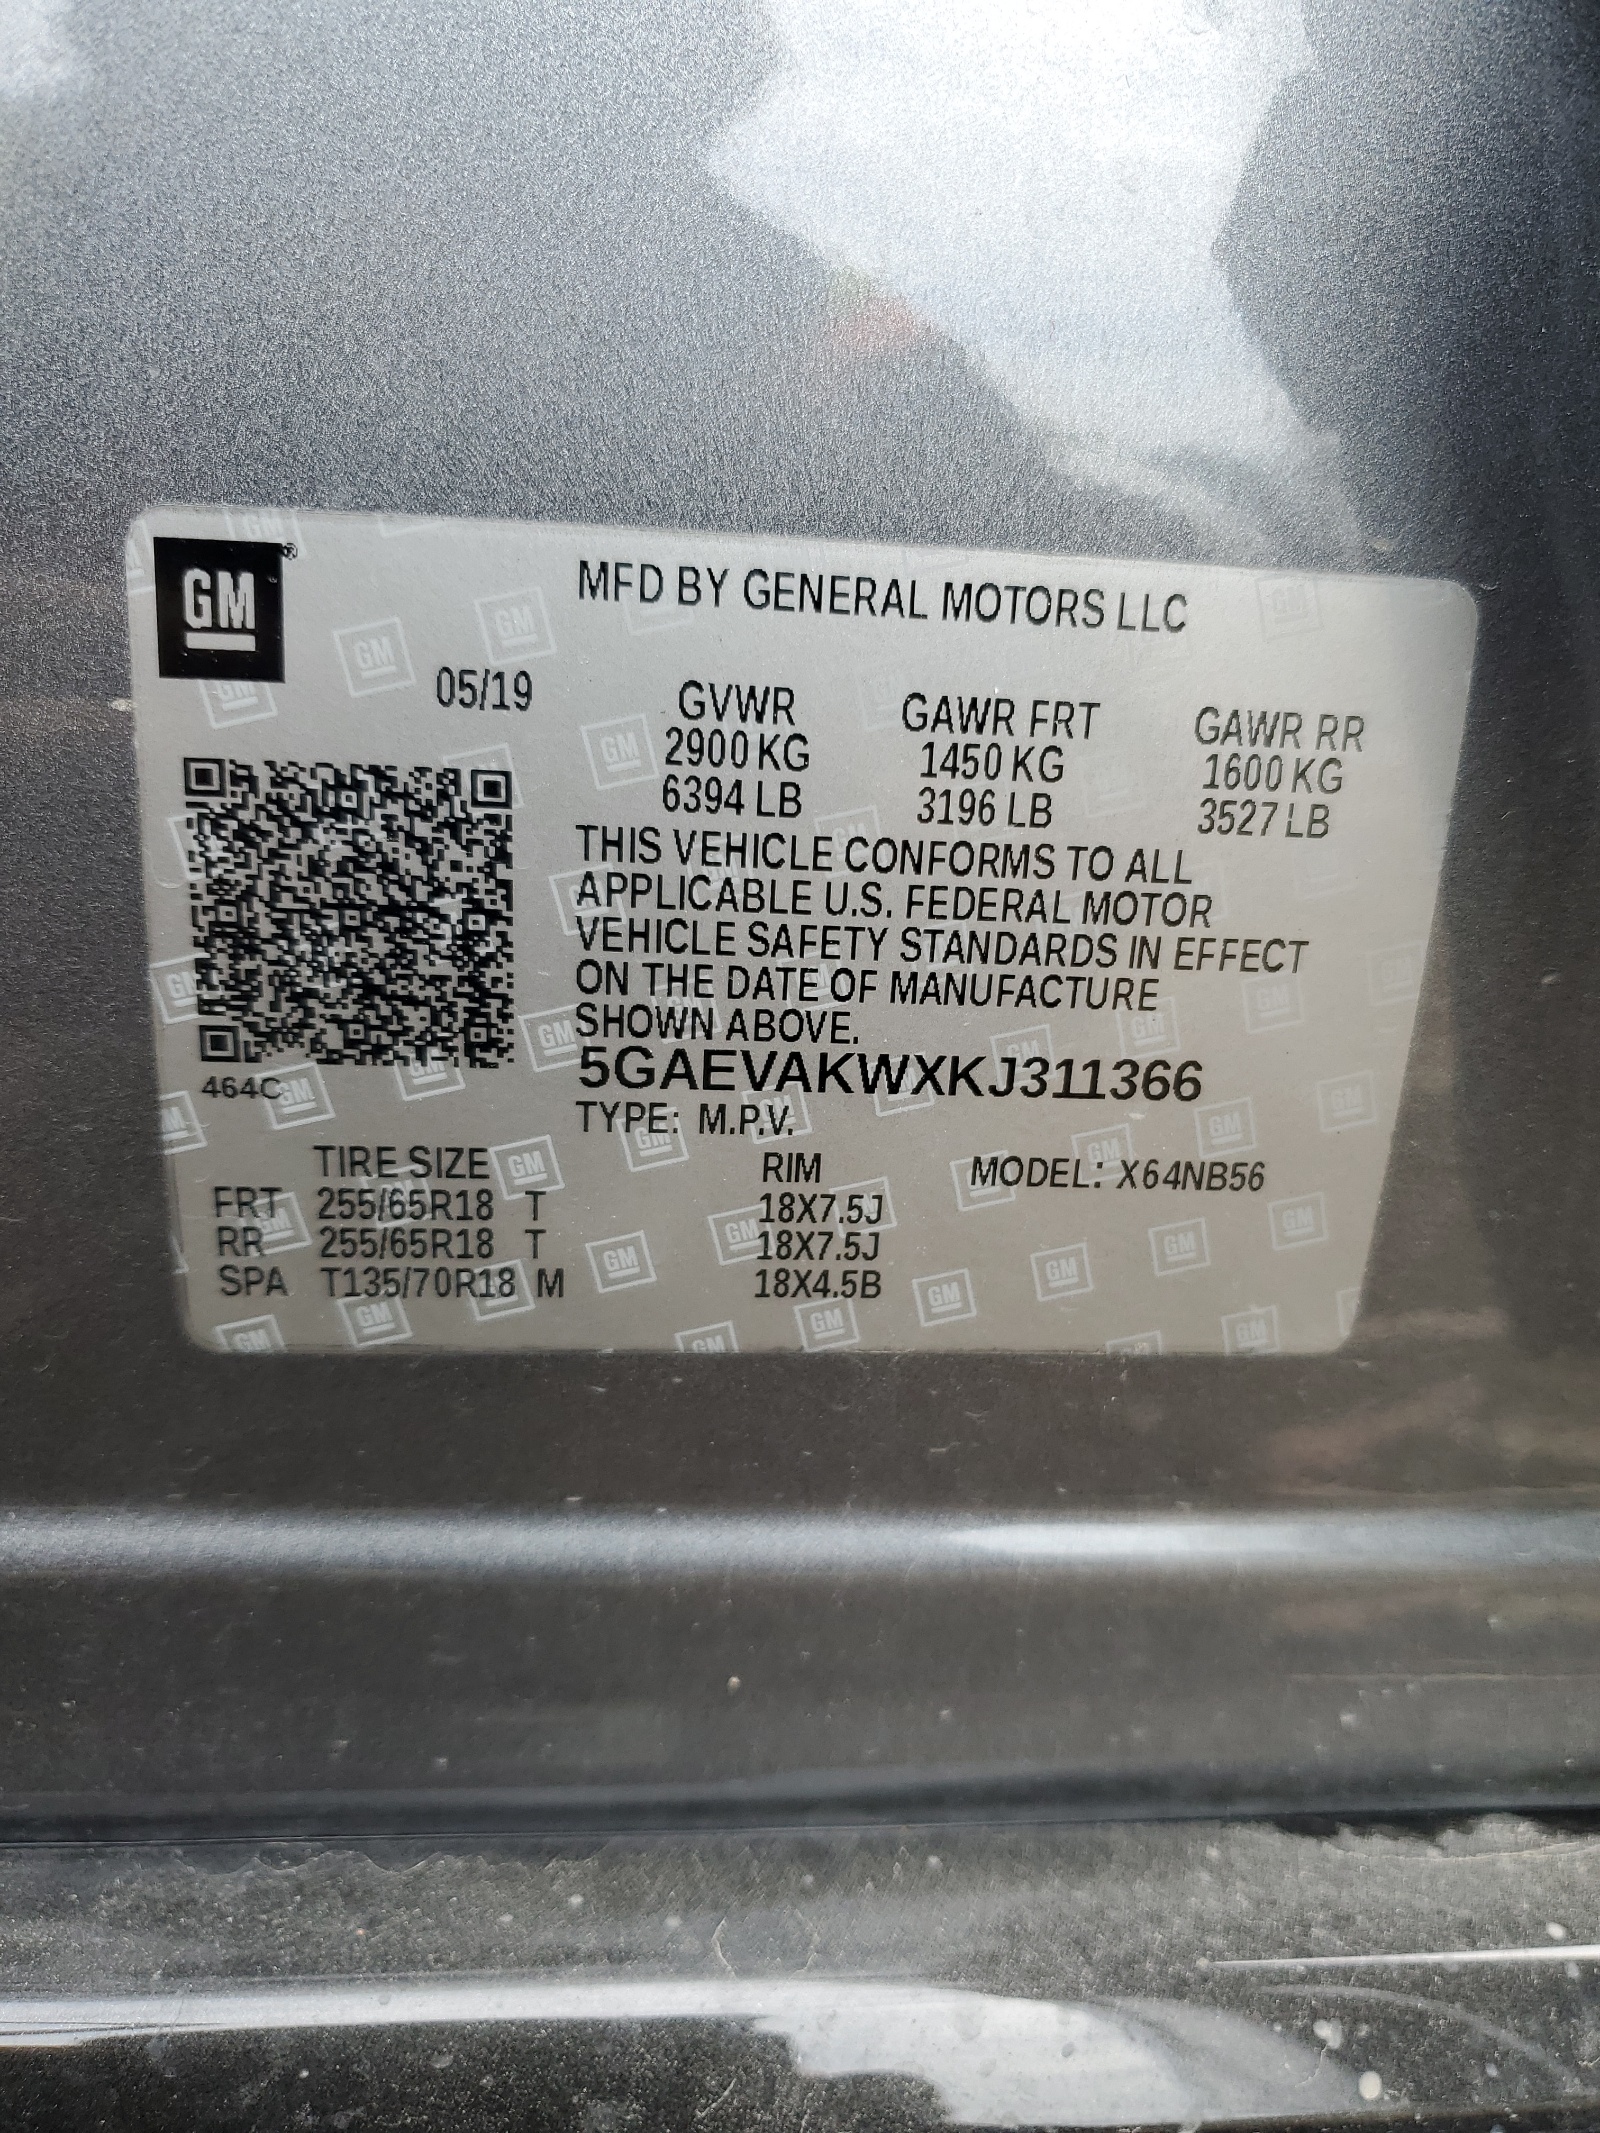 GM®
MFD BY GENERAL MOTORS LLC
05/19
GVWR GAWR FRT GAWR RR
2900 KG 1450 KG 1600 KG
6394 LB 3196 LB 3527 LB
THIS VEHICLE CONFORMS TO ALL
APPLICABLE U.S. FEDERAL MOTOR
VEHICLE SAFETY STANDARDS IN EFFECT
ON THE DATE OF MANUFACTURE
SHOWN ABOVE.
5GAEVAKWXKJ311366
464C
TYPE: M.P.V.
TIRE SIZE RIM MODEL: X64NB56
FRT 255/65R18 T 18X7.5J
RR 255/65R18 T 18X7.5J
SPA T135/70R18 M 18X4.5B